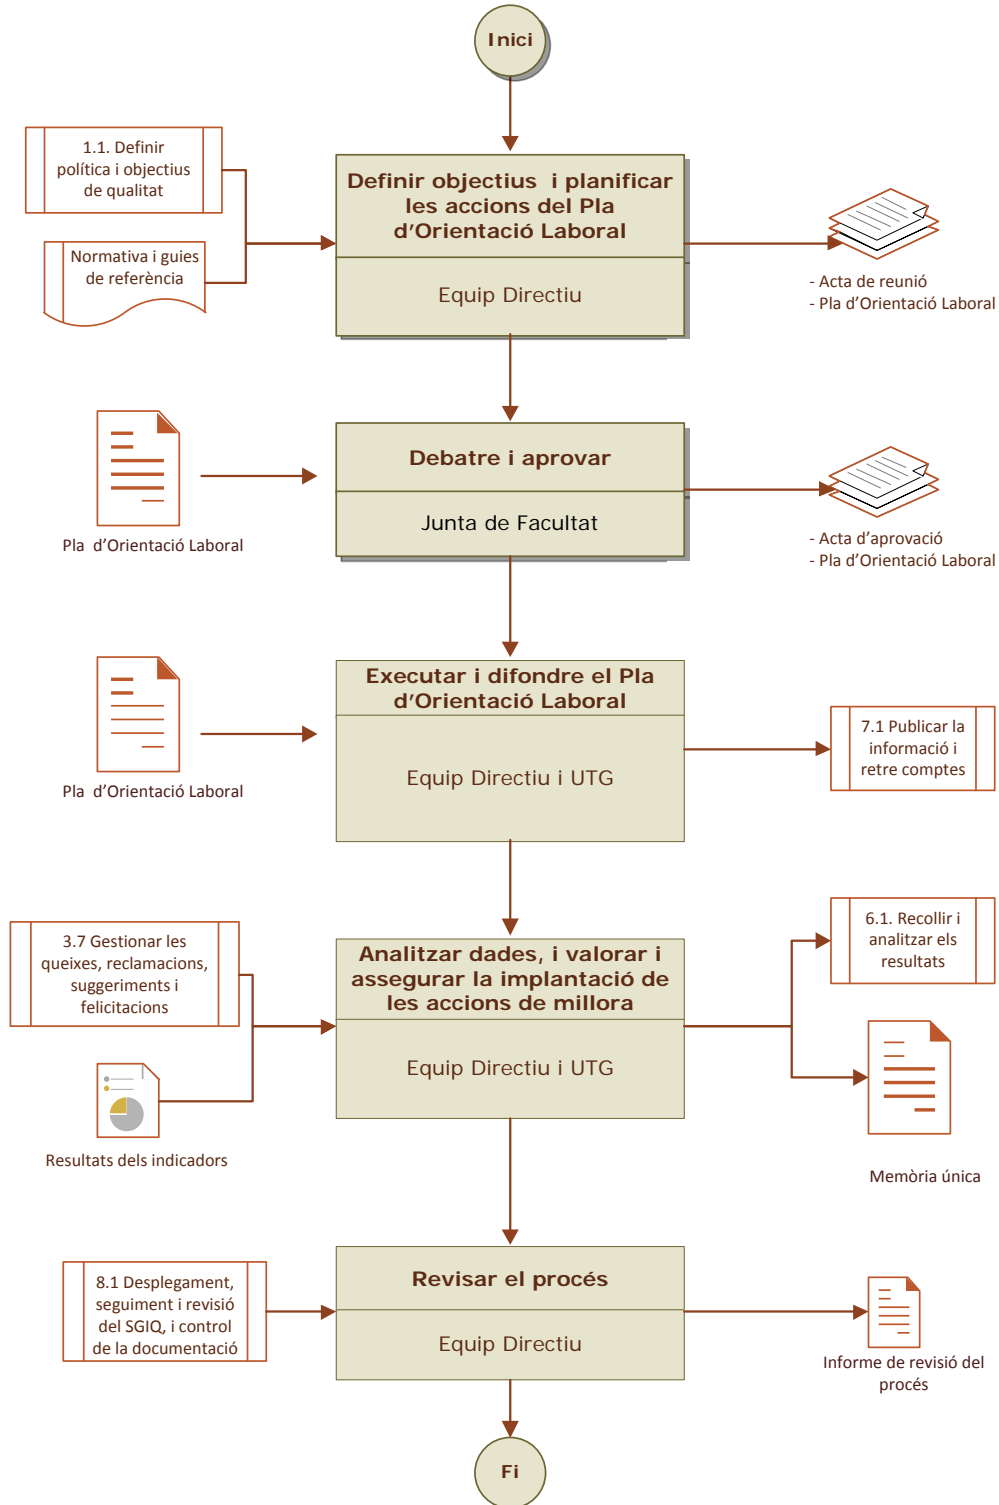 Inici
1.1. Definir
política i objectius
de qualitat
Normativa i guies
de referència
Definir objectius i planificar
les accions del Pla
d’Orientació Laboral
Equip Directiu
- Acta de reunió
- Pla d’Orientació Laboral
Pla d’Orientació Laboral
Debatre i aprovar
Junta de Facultat
- Acta d’aprovació
- Pla d’Orientació Laboral
Pla d’Orientació Laboral
Executar i difondre el Pla
d’Orientació Laboral
Equip Directiu i UTG
7.1 Publicar la
informació i
retre comptes
3.7 Gestionar les
queixes, reclamacions,
suggeriments i
felicitacions
Resultats dels indicadors
Analitzar dades, i valorar i
assegurar la implantació de
les accions de millora
Equip Directiu i UTG
6.1. Recollir i
analitzar els
resultats
Memòria única
8.1 Desplegament,
seguiment i revisió
del SGIQ, i control
de la documentació
Revisar el procés
Equip Directiu
Informe de revisió del
procés
Fi